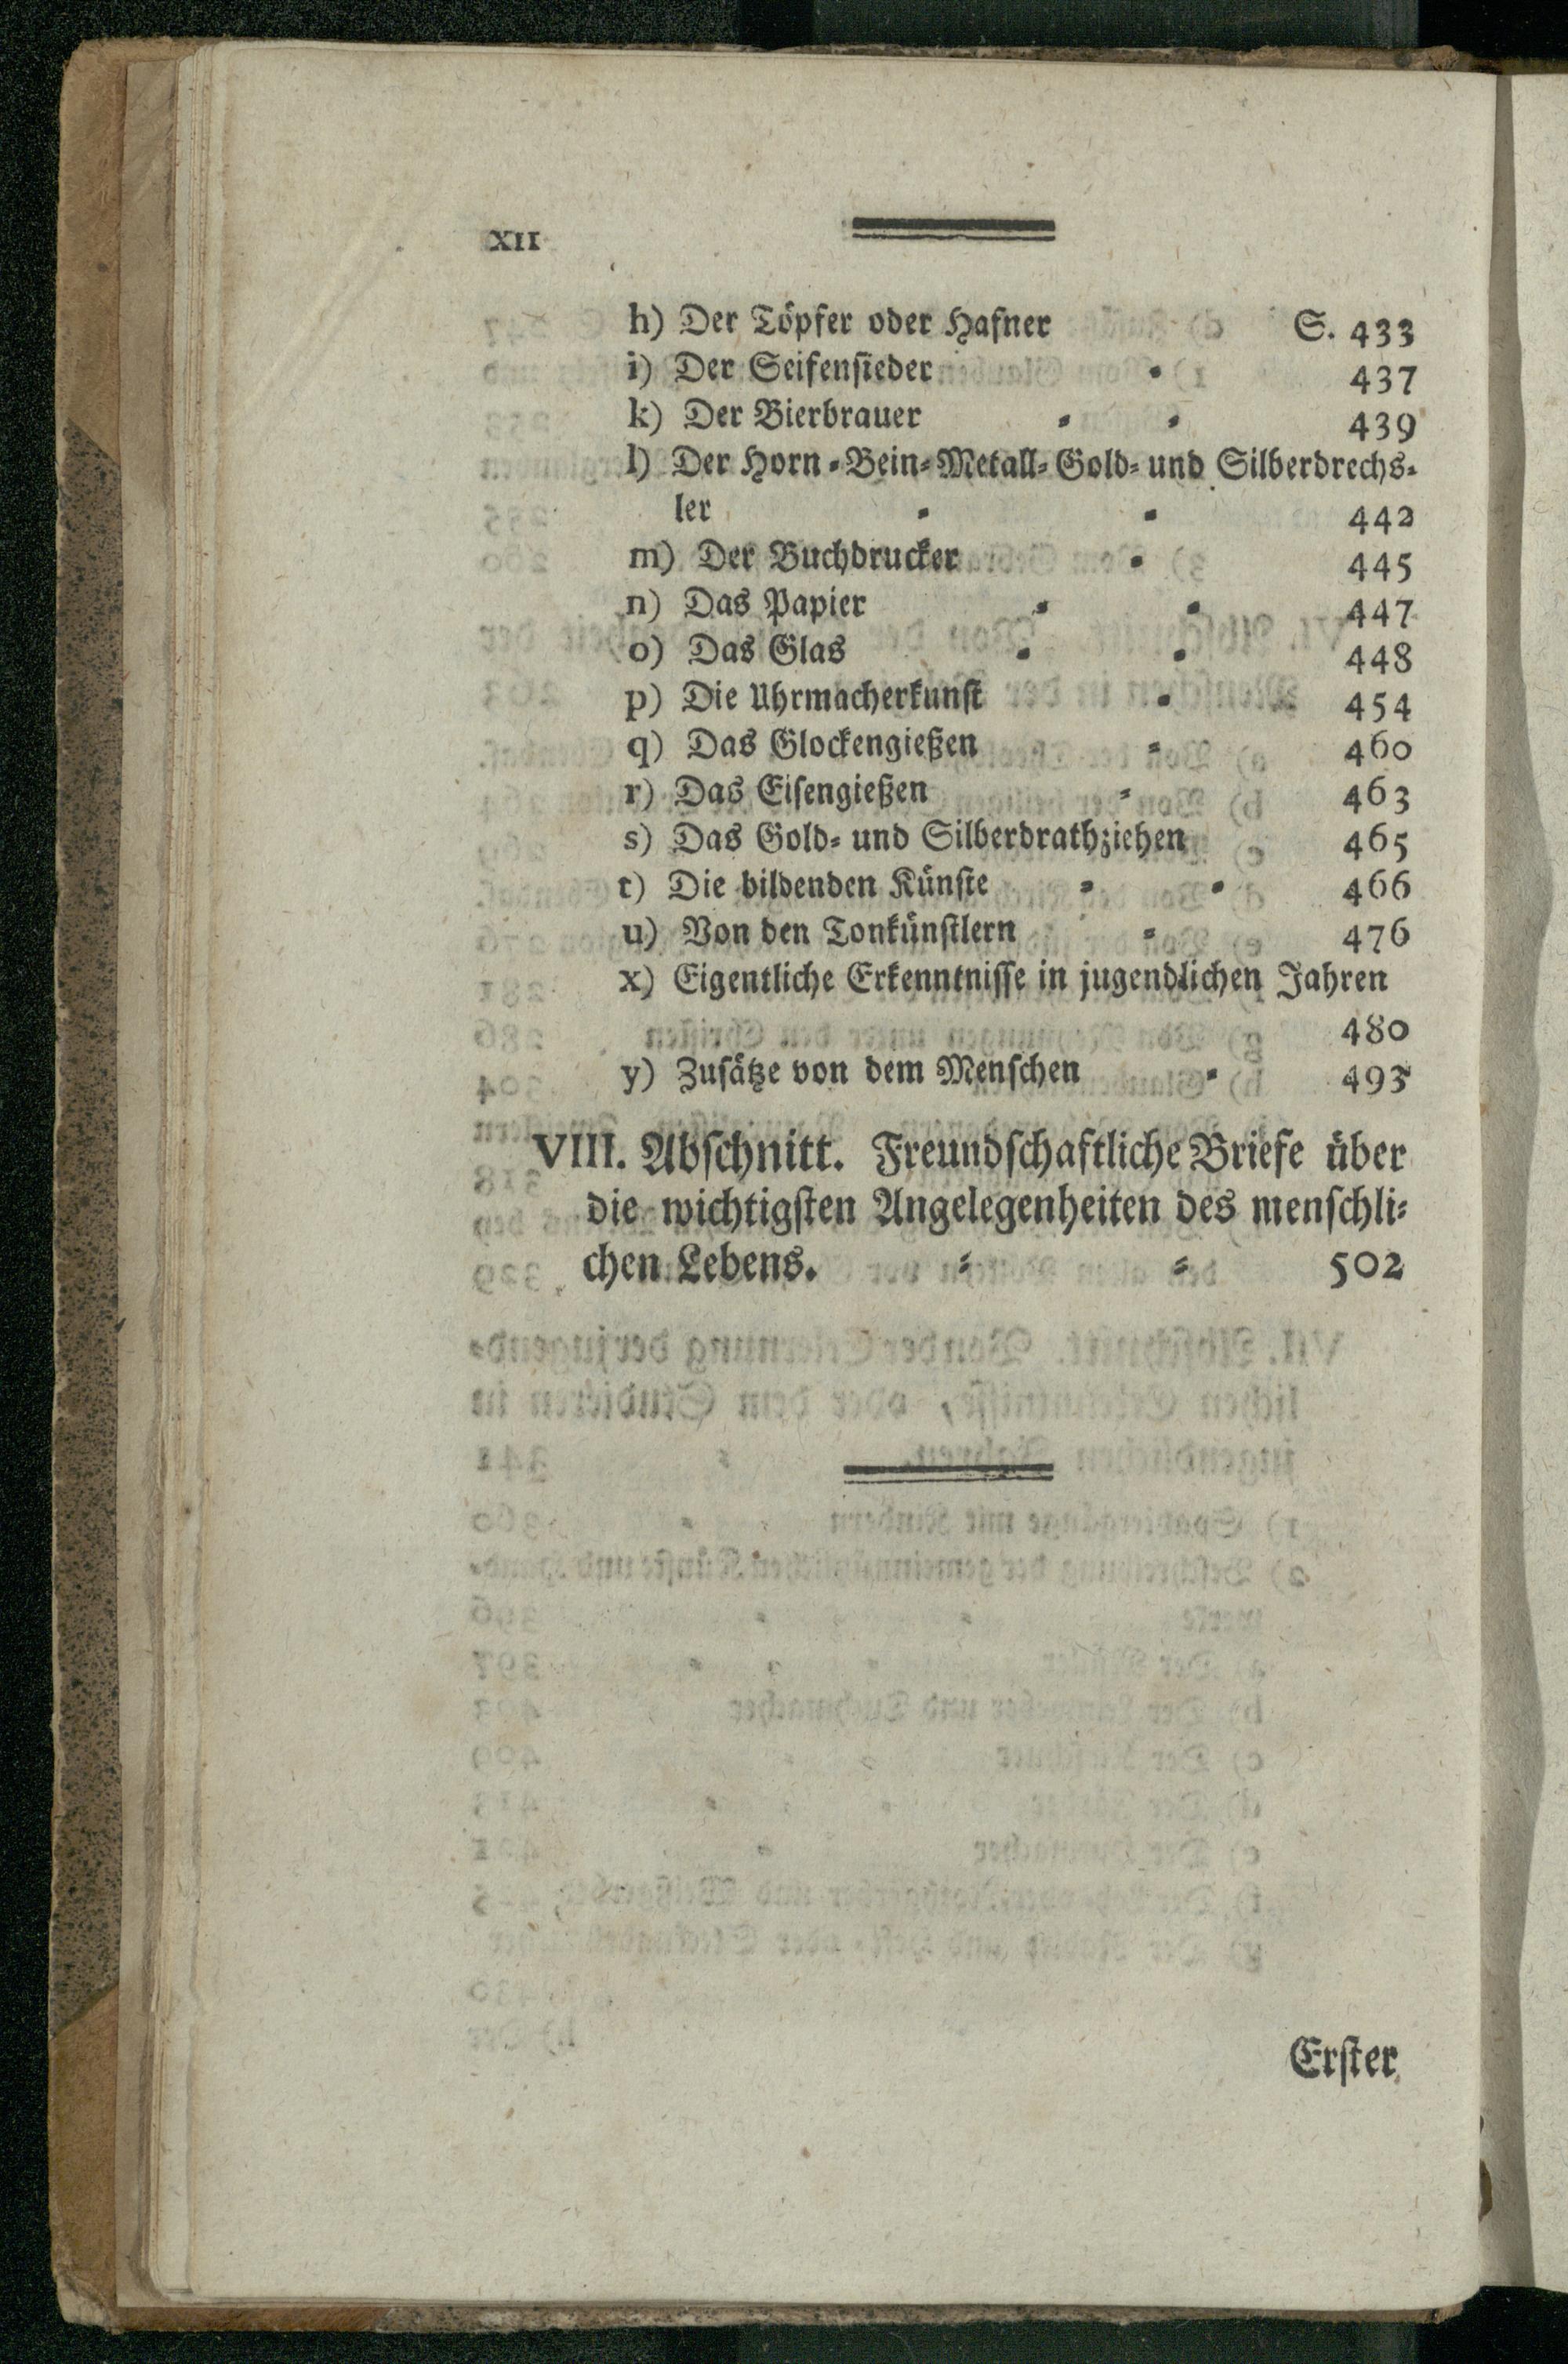 XII
h) Der Töpfer oder Hafner S. 433
i) Der Seifensieder = 437
k) Der Bierbrauer = = 439
l) Der Horn=Bein=Metall=Gold=und Silberdrechs=
ler = = 442
m) Der Buchdrucker = 445
n) Das Papier = = 447
o) Das Glas = = 448
p) Die Uhrmacherkunst = 454
q) Das Glockengießen = 460
r) Das Eisengießen = 463
s) Das Gold= und Silberdrathziehen 465
t) Die bildenden Künste = = 466
u) Von den Tonkünstlern = 476
x) Eigentliche Erkenntnisse in jugendlichen Jahren
480
y) Zusätze von dem Menschen = 495
VIII. Abschnitt. Freundschaftliche Briefe über
die wichtigsten Angelegenheiten des menschli=
chen Lebens. = = 502
Erster